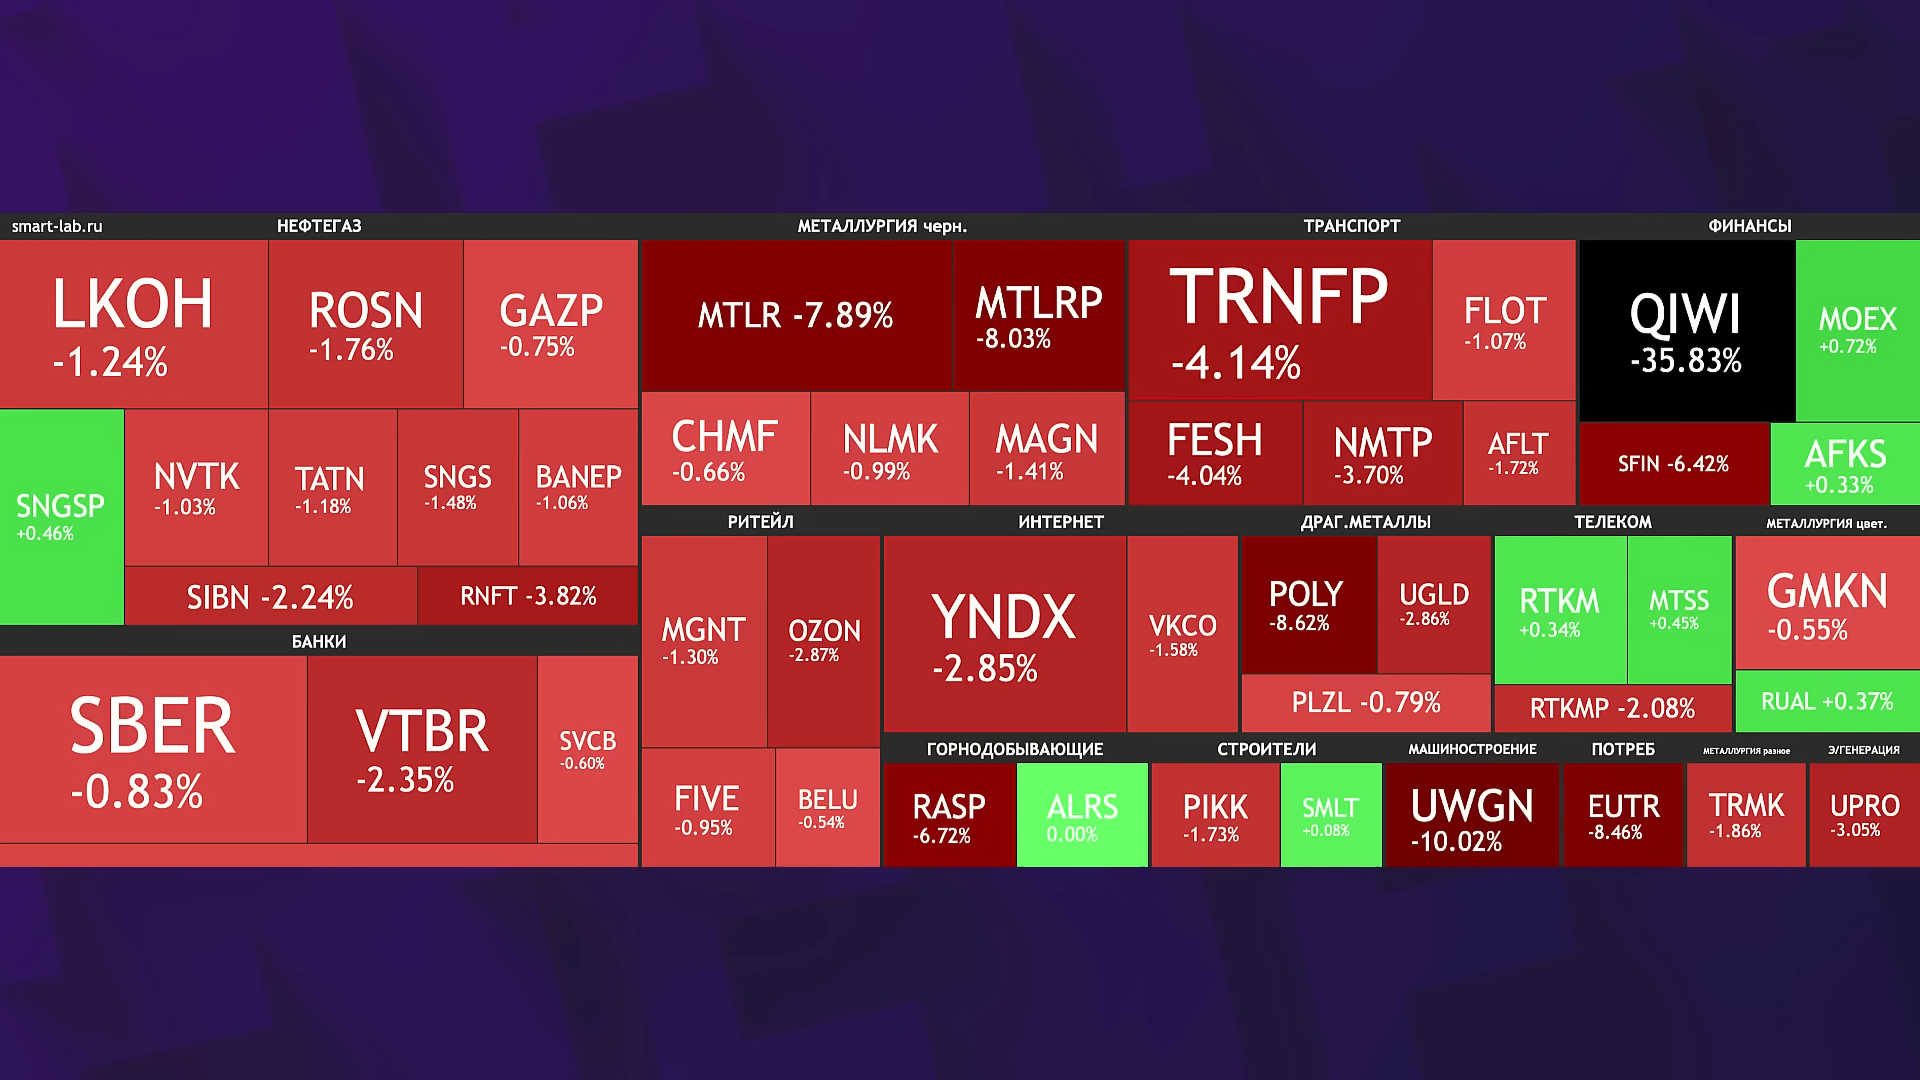 smart-lab.ru
НЕФТЕГАЗ
LKOH
-1.24%
ROSN
-1.76%
GAZP
-0.75%
SNGSP
+0.46%
NVTK
-1.03%
TATN
-1.18%
SNGS
-1.48%
BANEP
-1.06%
SIBN -2.24%
RNFT -3.82%
БАНКИ
SBER
-0.83%
VTBR
-2.35%
SVCB
-0.60%
МЕТАЛЛУРГИЯ черн.
MTLR -7.89%
MTLRP
-8.03%
CHMF
-0.66%
NLMK
-0.99%
MAGN
-1.41%
ТРАНСПОРТ
TRNFP
-4.14%
FLOT
-1.07%
FESH
-4.04%
NMTP
-3.70%
AFLT
-1.72%
ФИНАНСЫ
QIWI
-35.83%
MOEX
+0.72%
SFIN -6.42%
AFKS
+0.33%
РИТЕЙЛ
MGNT
-1.30%
OZON
-2.87%
FIVE
-0.95%
BELU
-0.54%
ИНТЕРНЕТ
YNDX
-2.85%
VKCO
-1.58%
ДРАГ.МЕТАЛЛЫ
POLY
-8.62%
UGLD
-2.86%
PLZL -0.79%
ТЕЛЕКОМ
RTKM
+0.34%
MTSS
+0.45%
RTKMP -2.08%
МЕТАЛЛУРГИЯ цвет.
GMKN
-0.55%
RUAL +0.37%
ГОРНОДОБЫВАЮЩИЕ
RASP
-6.72%
ALRS
0.00%
СТРОИТЕЛИ
PIKK
-1.73%
SMLT
+0.08%
МАШИНОСТРОЕНИЕ
UWGN
-10.02%
ПОТРЕБ
EUTR
-8.46%
МЕТАЛЛУРГИЯ разное
TRMK
-1.86%
Э/ГЕНЕРАЦИЯ
UPRO
-3.05%